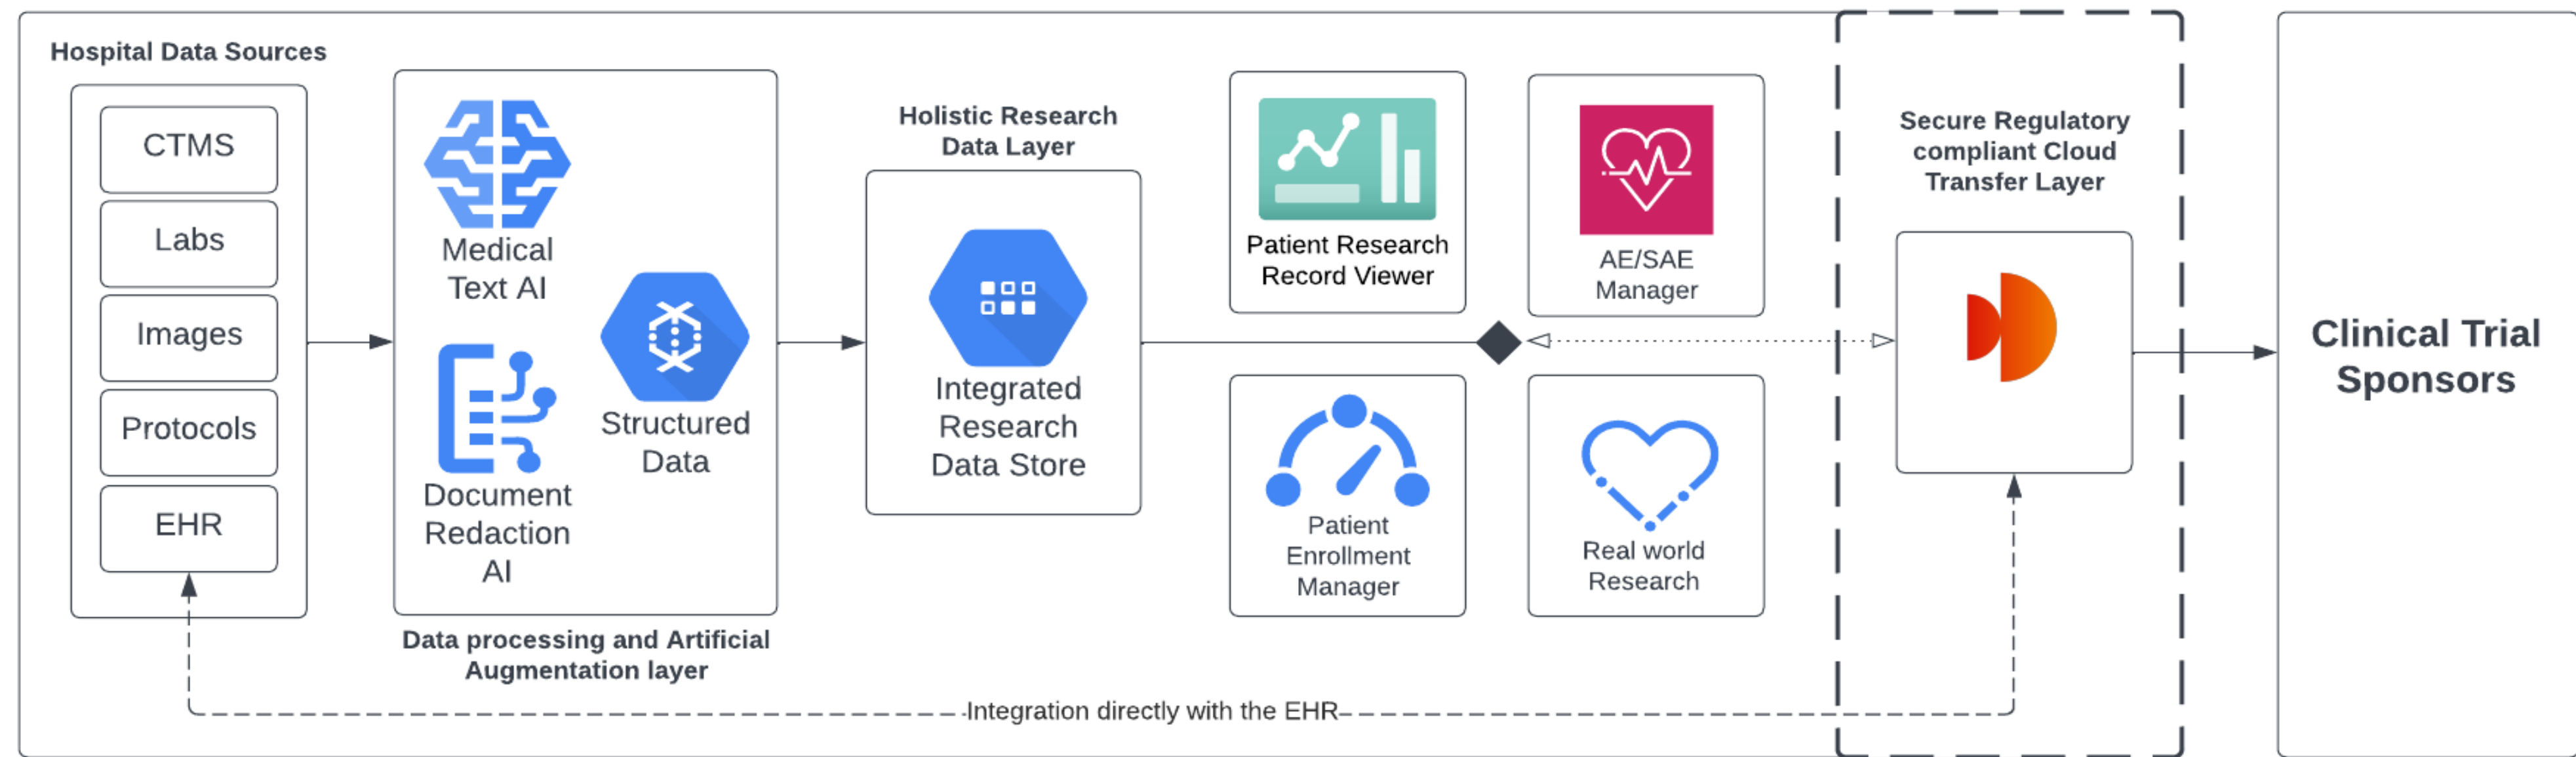 Hospital Data Sources
CTMS
Labs
Images
Protocols
EHR
Medical
Text AI
Document
Redaction
AI
Structured
Data
Data processing and Artificial
Augmentation layer
Holistic Research
Data Layer
Integrated
Research
Data Store
Patient Research
Record Viewer
AE/SAE
Manager
Patient
Enrollment
Manager
Real world
Research
Secure Regulatory
compliant Cloud
Transfer Layer
Clinical Trial
Sponsors
Integration directly with the EHR